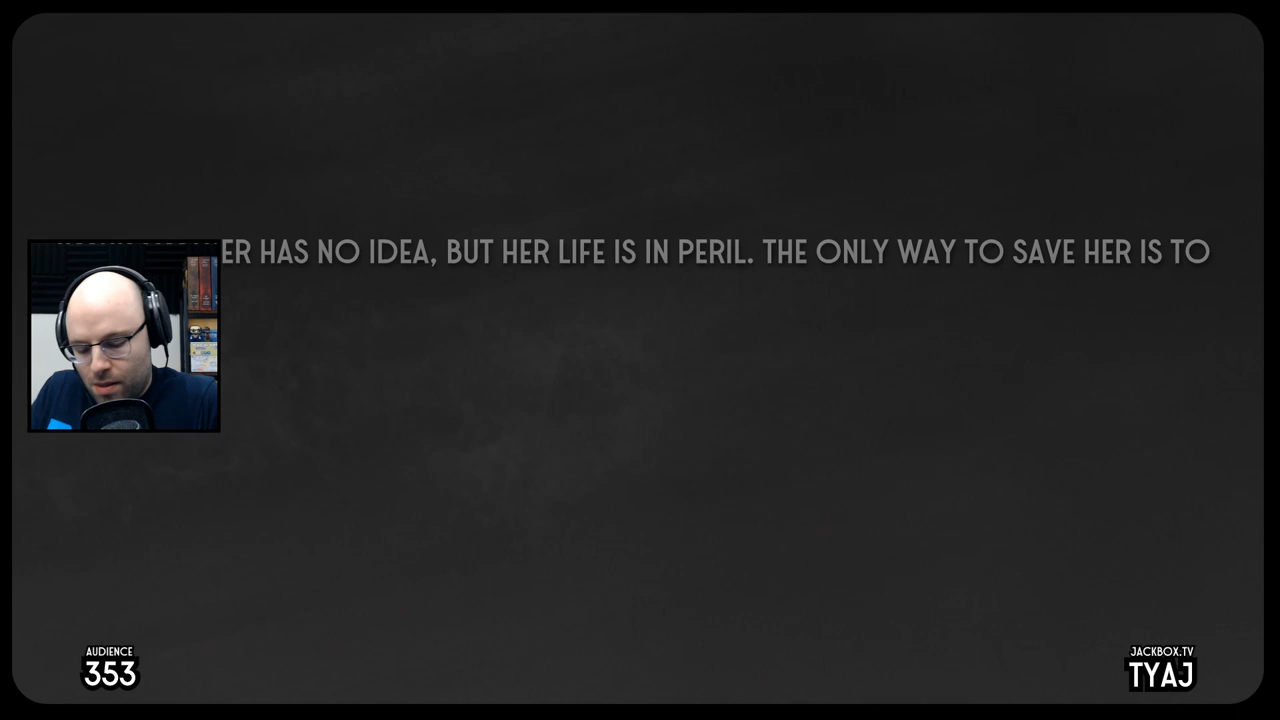 ER HAS NO IDEA, BUT HER LIFE IS IN PERIL. THE ONLY WAY TO SAVE HER IS TO
AUDIENCE
353
JACKBOX.TV
TYAJ